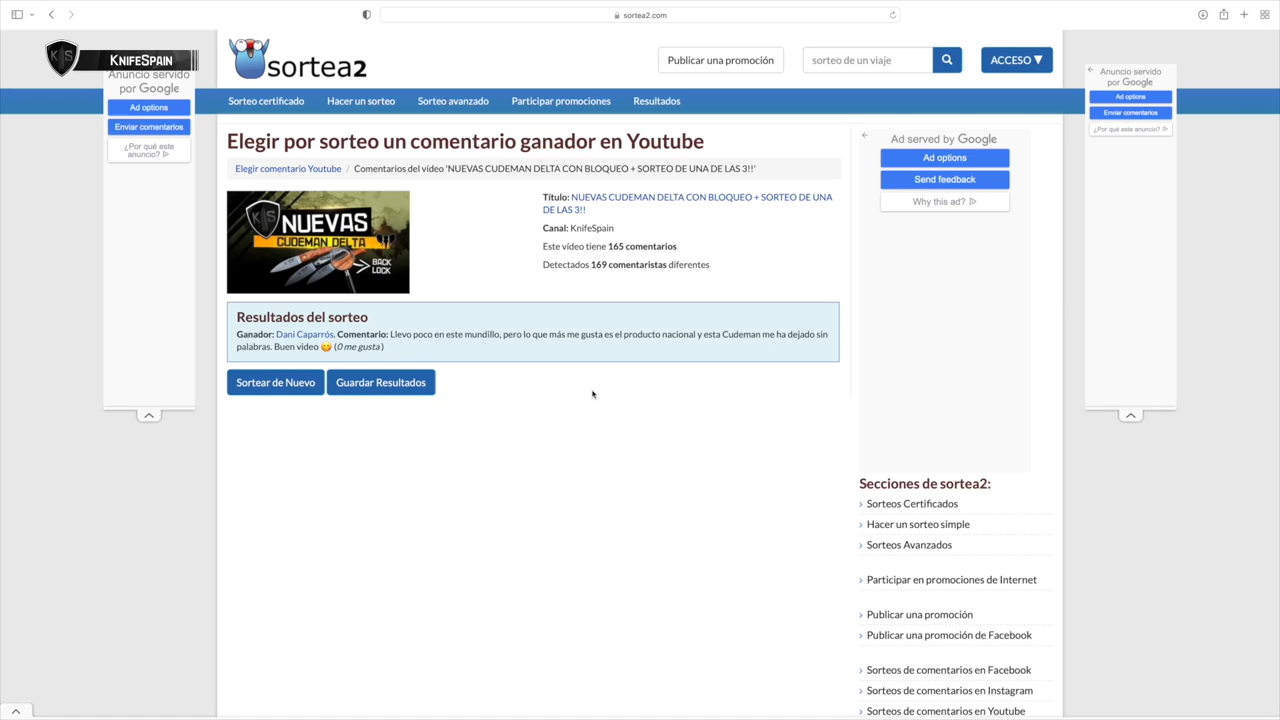 sortea2.com
KNIFESPAIN
sortea2
Publicar una promoción
sorteo de un viaje
ACCESO ▼
Sorteo certificado
Hacer un sorteo
Sorteo avanzado
Participar promociones
Resultados
Anuncio servido
por Google
Ad options
Enviar comentarios
¿Por qué este
anuncio?
Elegir por sorteo un comentario ganador en Youtube
Elegir comentario Youtube / Comentarios del vídeo 'NUEVAS CUDEMAN DELTA CON BLOQUEO + SORTEO DE UNA DE LAS 3!!'
KS
NUEVAS
CUDEMAN DELTA
BACK
LOCK
Título: NUEVAS CUDEMAN DELTA CON BLOQUEO + SORTEO DE UNA
DE LAS 3!!
Canal: KnifeSpain
Este vídeo tiene 165 comentarios
Detectados 169 comentaristas diferentes
Resultados del sorteo
Ganador: Dani Caparrós. Comentario: Llevo poco en este mundillo, pero lo que más me gusta es el producto nacional y esta Cudeman me ha dejado sin
palabras. Buen video 😋 (0 me gusta )
Sortear de Nuevo
Guardar Resultados
Ad served by Google
Ad options
Send feedback
Why this ad?
Secciones de sortea2:
Sorteos Certificados
Hacer un sorteo simple
Sorteos Avanzados
Participar en promociones de Internet
Publicar una promoción
Publicar una promoción de Facebook
Sorteos de comentarios en Facebook
Sorteos de comentarios en Instagram
Sorteos de comentarios en Youtube
Anuncio servido
por Google
Ad options
Enviar comentarios
¿Por qué este anuncio?